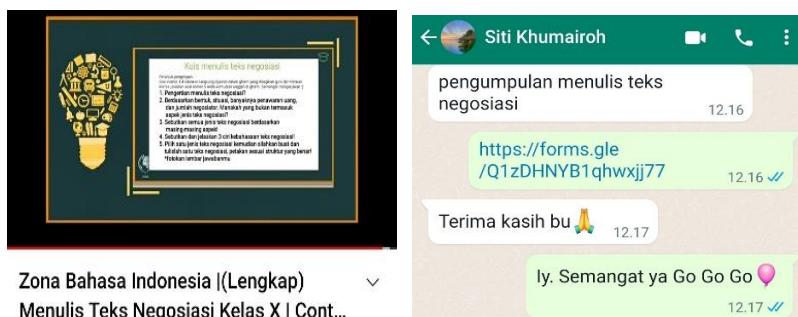 Kuis menulis teks negosiasi
1. Pengertian menulis teks negosiasi?
2. Berdasarkan bentuk, situasi, banyaknya penawaran uang,
dan jumlah negosiator. Manakah yang bukan termasuk
aspek jenis teks negosiasi?
3. Sebutkan semua jenis teks negosiasi berdasarkan
masing-masing aspek!
4. Sebutkan dan jelaskan 3 ciri kebahasaan teks negosiasi!
5. Pilih satu jenis teks negosiasi kemudian silahkan buat dan
tulislah satu teks negosiasi, petakan sesuai struktur yang benar!
*fotokan lembar jawabanmu
Zona Bahasa Indonesia |(Lengkap)
Menulis Teks Negosiasi Kelas X | Cont...
Siti Khumairoh
pengumpulan menulis teks
negosiasi
12.16
https://forms.gle
/Q1zDHNYB1qhwxjj77
12.16
Terima kasih bu🙏
12.17
Iy. Semangat ya Go Go Go🎈
12.17